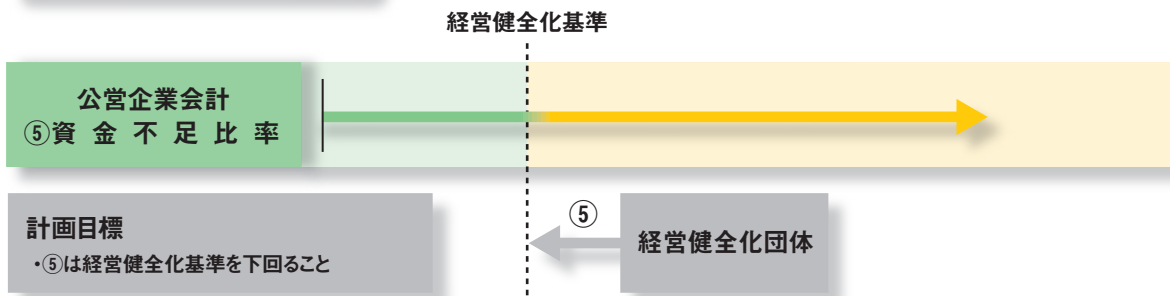 経営健全化基準
公営企業会計
⑤資金不足比率
計画目標
・⑤は経営健全化基準を下回ること
⑤
経営健全化団体